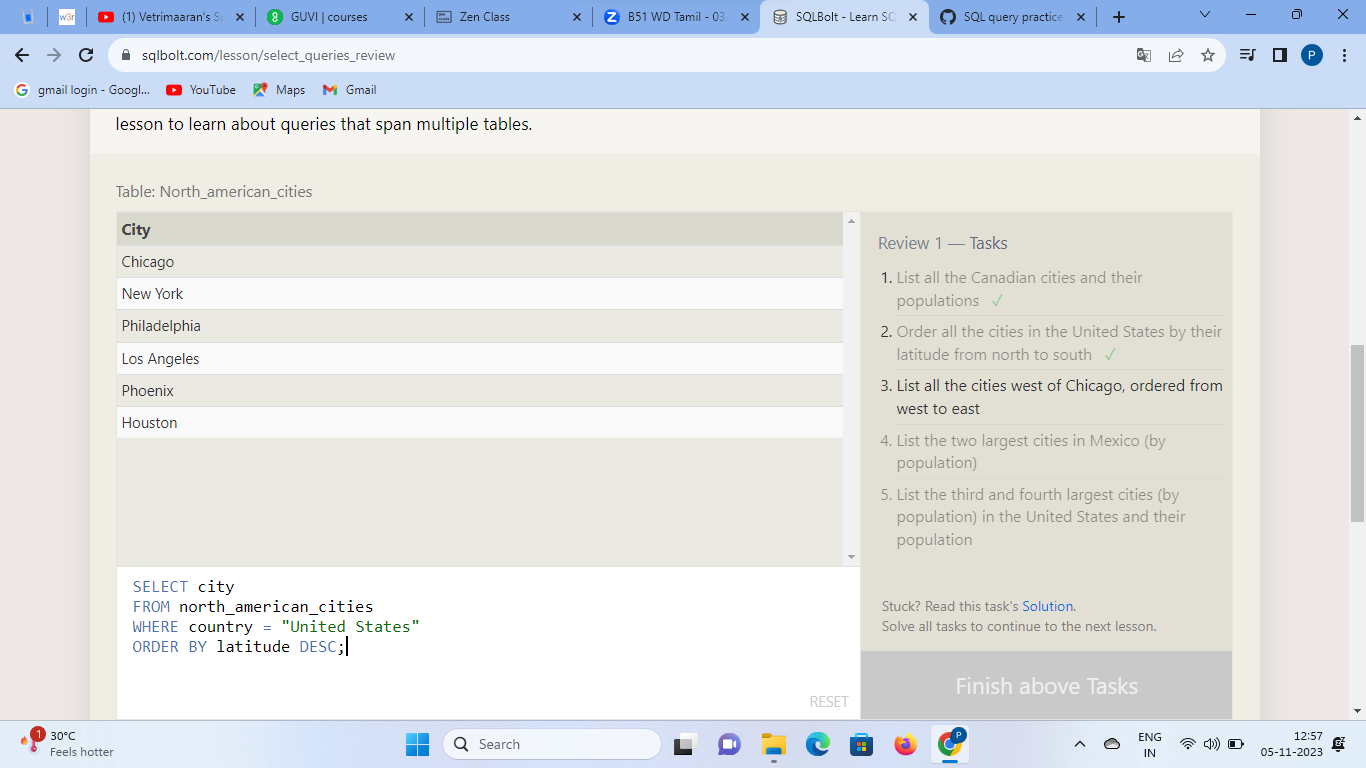 w3r
(1) Vetrimaaran's S
GUVI | courses
Zen Class
B51 WD Tamil - 03
SQLBolt - Learn SQ
SQL query practice
sqlbolt.com/lesson/select_queries_review
P
gmail login - Googl...
YouTube
Maps
Gmail
lesson to learn about queries that span multiple tables.
Table: North_american_cities
City
Chicago
New York
Philadelphia
Los Angeles
Phoenix
Houston
Review 1 — Tasks
1. List all the Canadian cities and their
populations ✓
2. Order all the cities in the United States by their
latitude from north to south ✓
3. List all the cities west of Chicago, ordered from
west to east
4. List the two largest cities in Mexico (by
population)
5. List the third and fourth largest cities (by
population) in the United States and their
population
SELECT city
FROM north_american_cities
WHERE country = "United States"
ORDER BY latitude DESC;
RESET
Stuck? Read this task's Solution.
Solve all tasks to continue to the next lesson.
Finish above Tasks
1
30°C
Feels hotter
Search
P
ENG
IN
12:57
05-11-2023